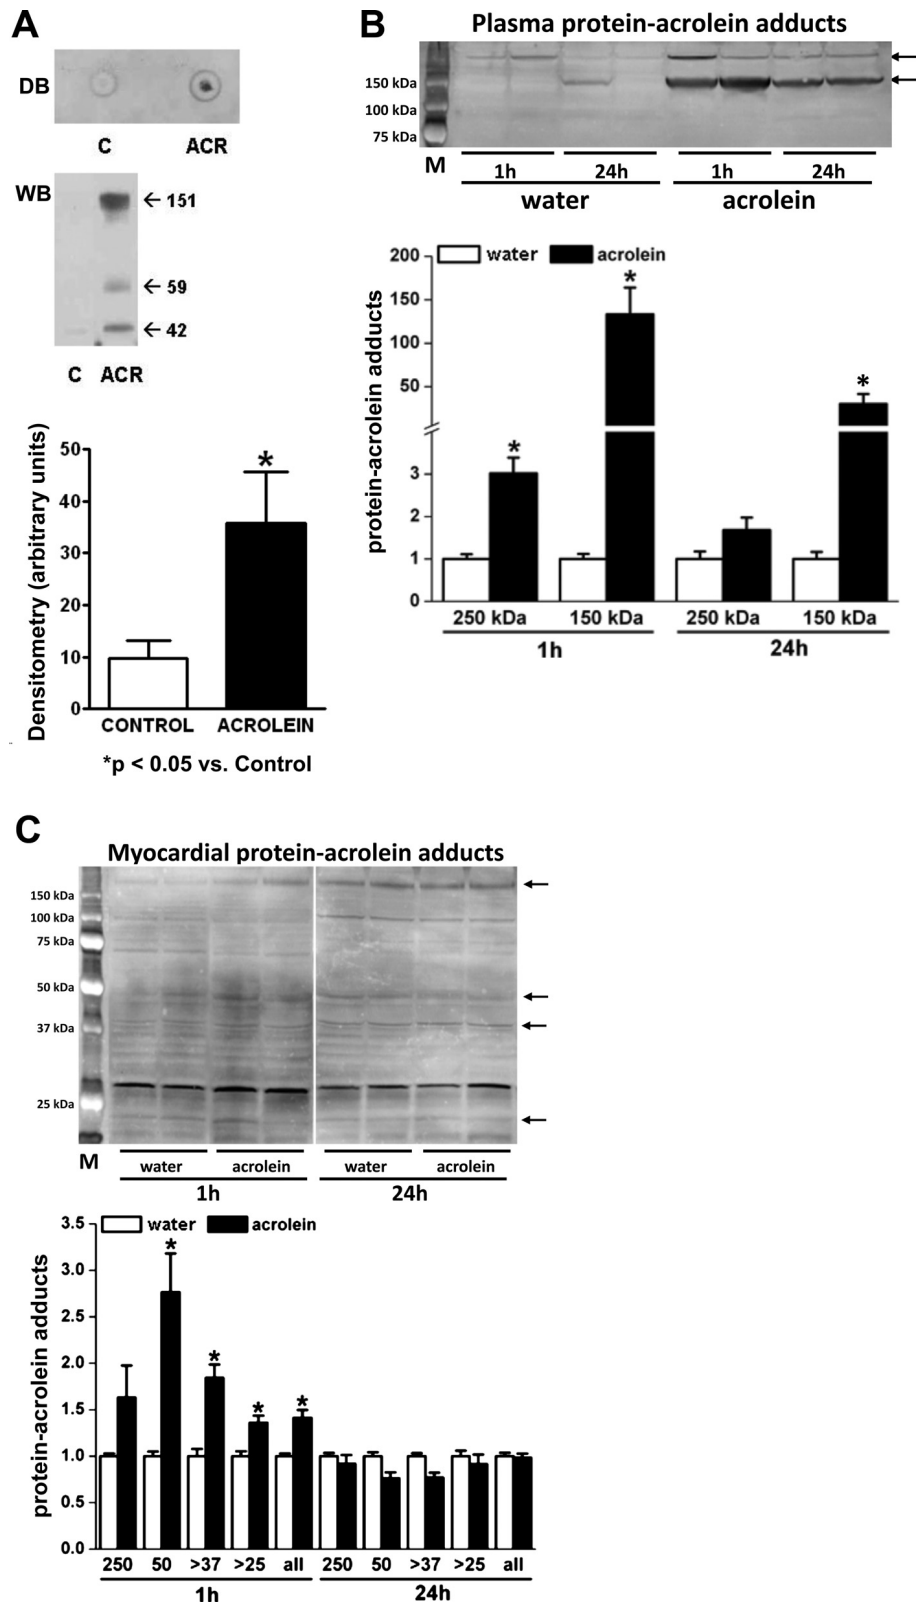 A
DB
C ACR
WB
← 151
← 59
← 42
C ACR
Densitometry (arbitrary units)
50
40
30
20
10
0
CONTROL ACROLEIN
*
*p < 0.05 vs. Control
B
Plasma protein-acrolein adducts
150 kDa
100 kDa
75 kDa
M
1h 24h 1h 24h
water acrolein
water acrolein
protein-acrolein adducts
200
150
100
50
3
2
1
0
* * *
250 kDa 150 kDa 250 kDa 150 kDa
1h 24h
C
Myocardial protein-acrolein adducts
150 kDa
100 kDa
75 kDa
50 kDa
37 kDa
25 kDa
M
water acrolein water acrolein
1h 24h
water acrolein
protein-acrolein adducts
3.5
3.0
2.5
2.0
1.5
1.0
0.5
0.0
* * * *
250 50 >37 >25 all 250 50 >37 >25 all
1h 24h